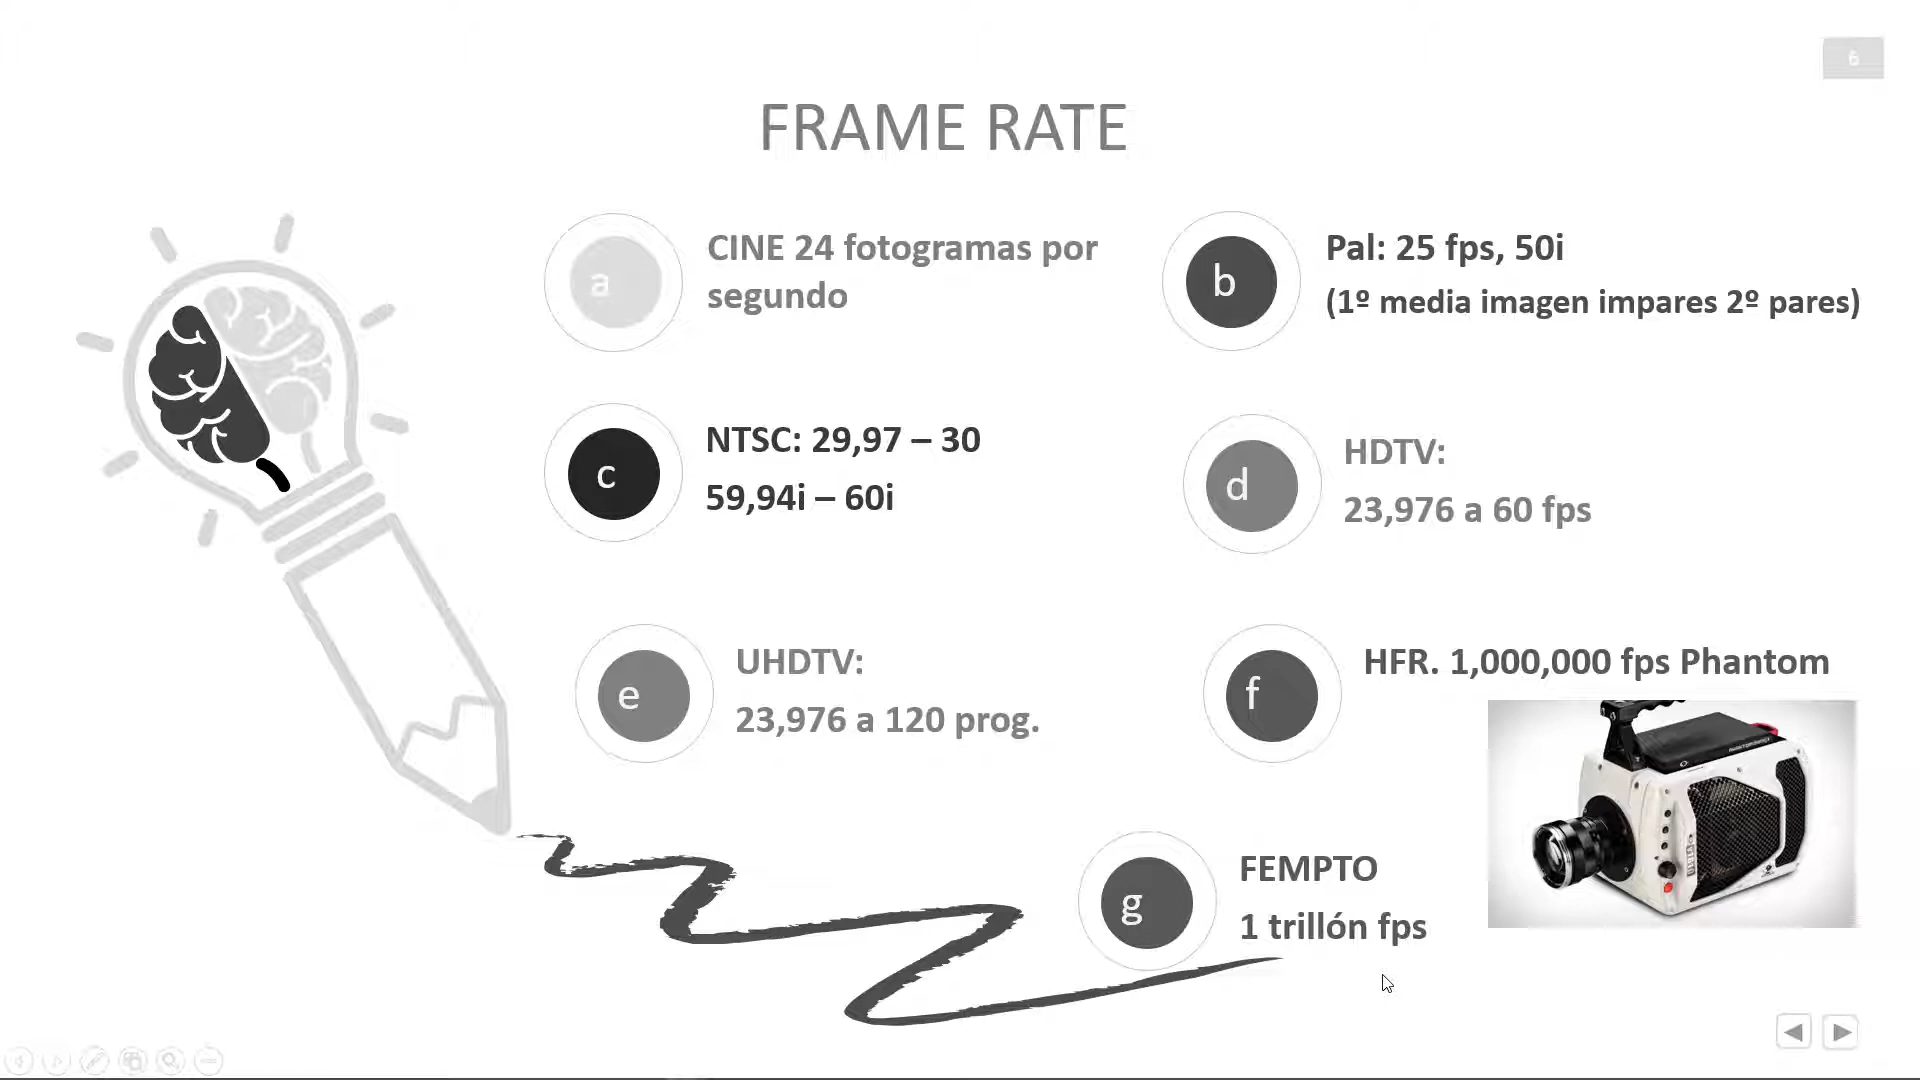 6
FRAME RATE
a
CINE 24 fotogramas por
segundo
b
Pal: 25 fps, 50i
(1º media imagen impares 2º pares)
c
NTSC: 29,97 – 30
59,94i – 60i
d
HDTV:
23,976 a 60 fps
e
UHDTV:
23,976 a 120 prog.
f
HFR. 1,000,000 fps Phantom
g
FEMPTO
1 trillón fps